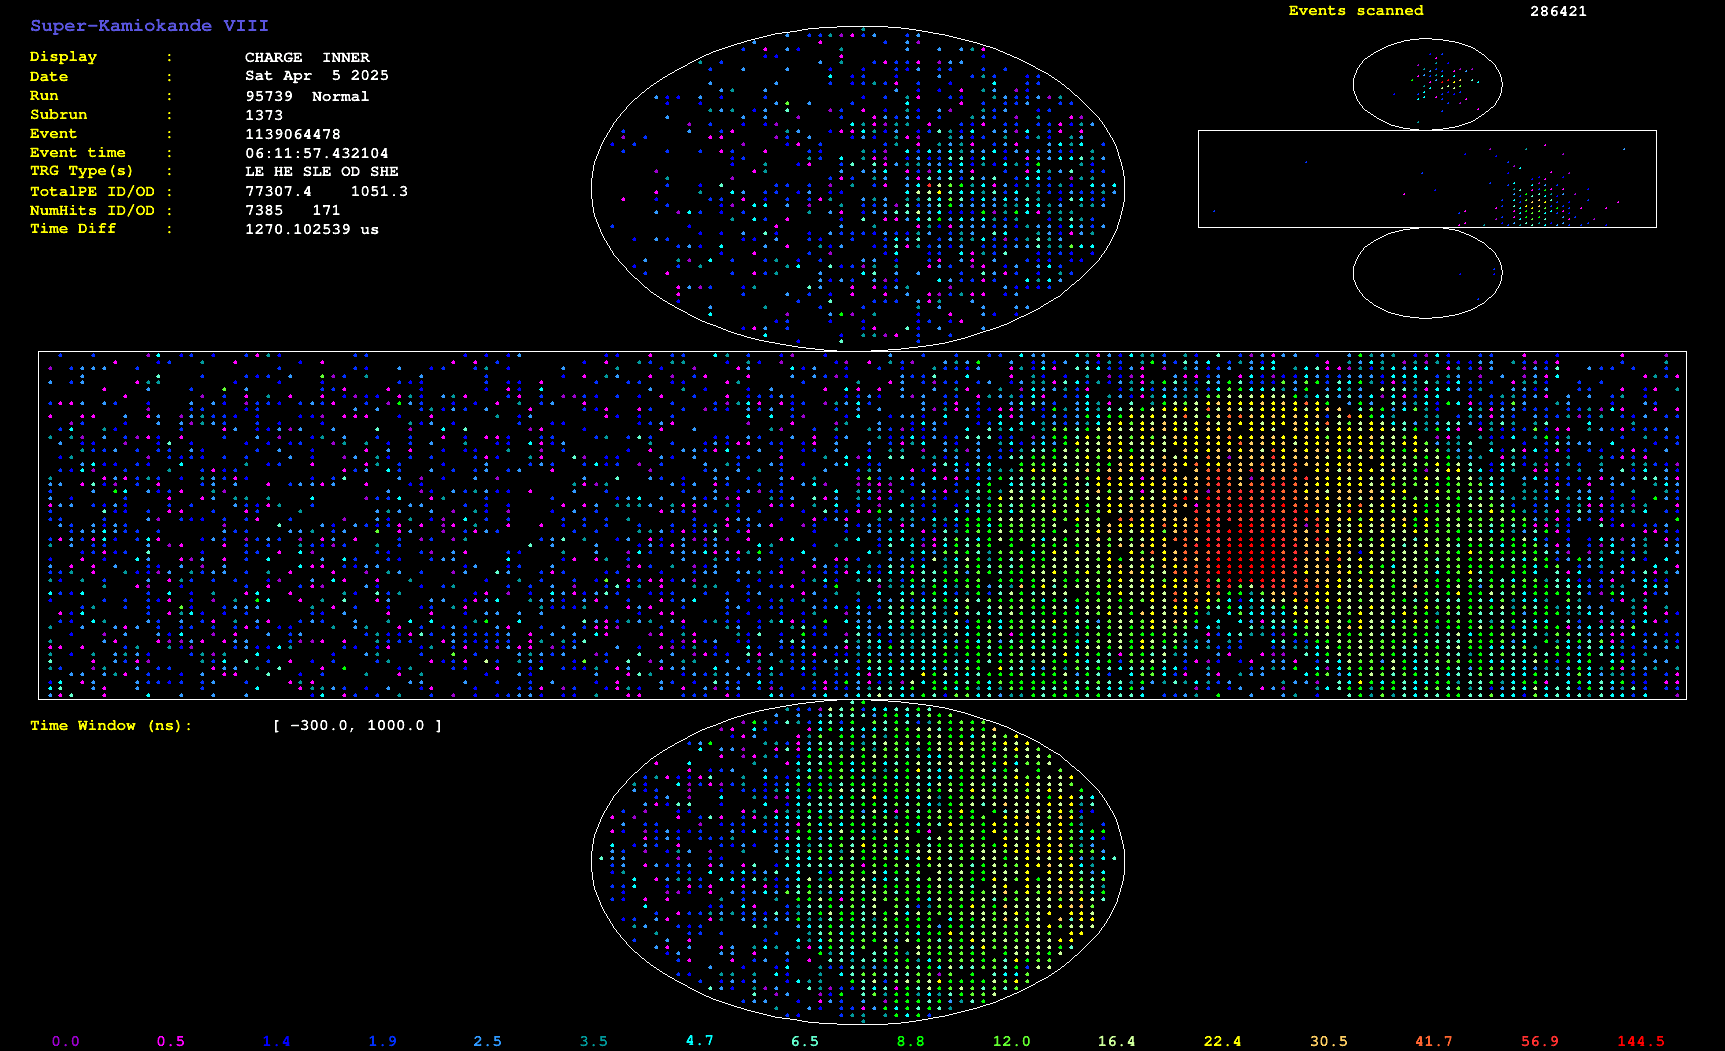 Super-Kamiokande VIII
Events scanned 286421
Display : CHARGE INNER
Date : Sat Apr 5 2025
Run : 95739 Normal
Subrun : 1373
Event : 1139064478
Event time : 06:11:57.432104
TRG Type(s) : LE HE SLE OD SHE
TotalPE ID/OD : 77307.4 1051.3
NumHits ID/OD : 7385 171
Time Diff : 1270.102539 us
Time Window (ns): [ -300.0, 1000.0 ]
0.0 0.5 1.4 1.9 2.5 3.5 4.7 6.5 8.8 12.0 16.4 22.4 30.5 41.7 56.9 144.5